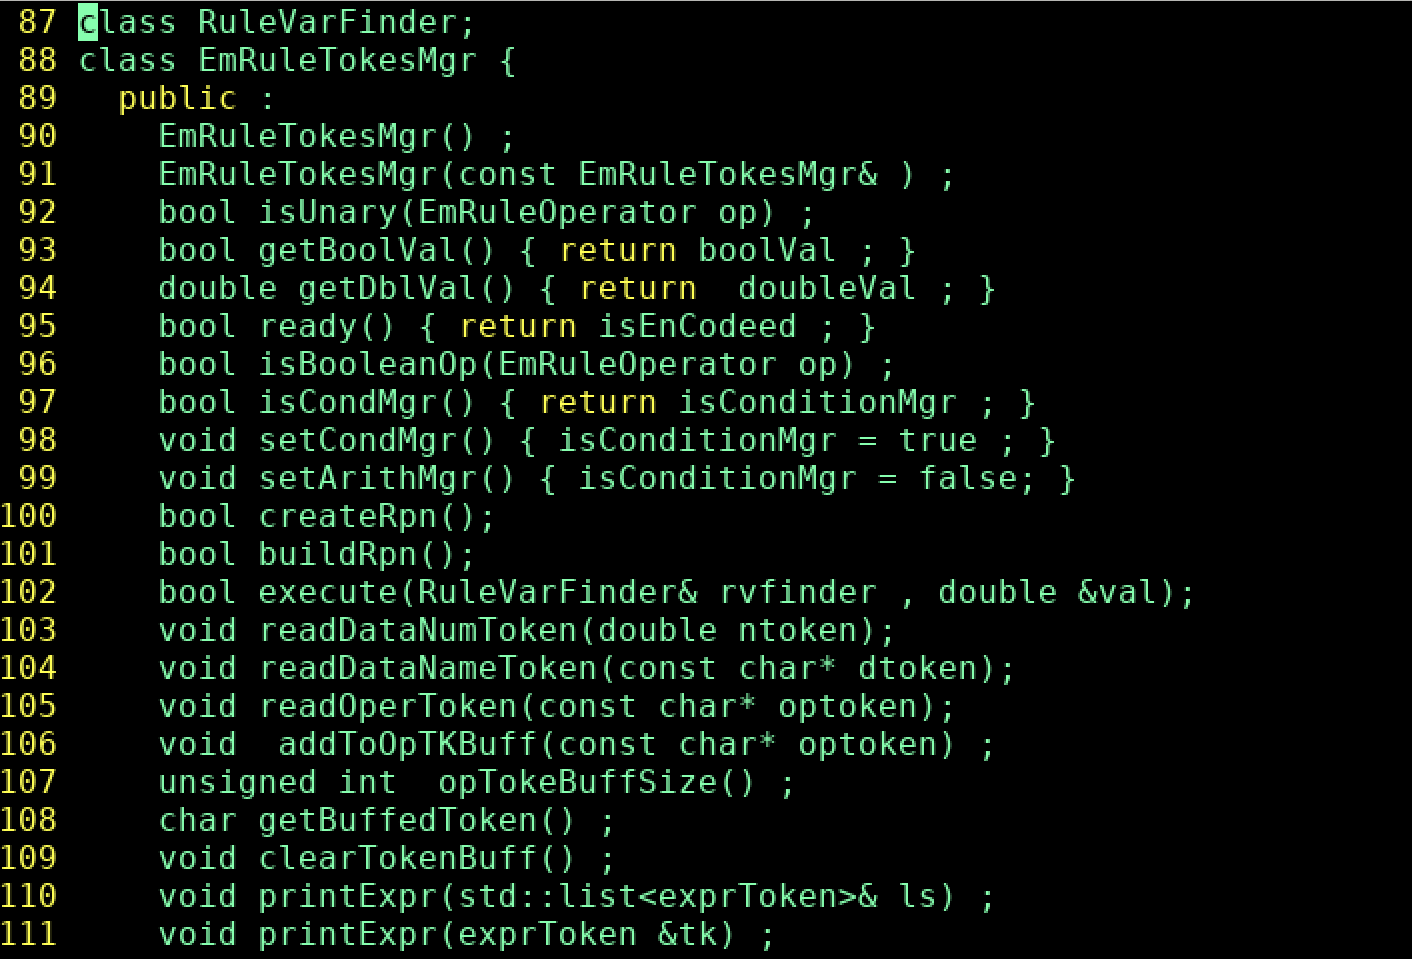 87 class RuleVarFinder;
88 class EmRuleTokesMgr {
89   public :
90     EmRuleTokesMgr() ;
91     EmRuleTokesMgr(const EmRuleTokesMgr& ) ;
92     bool isUnary(EmRuleOperator op) ;
93     bool getBoolVal() { return boolVal ; }
94     double getDblVal() { return  doubleVal ; }
95     bool ready() { return isEnCodeed ; }
96     bool isBooleanOp(EmRuleOperator op) ;
97     bool isCondMgr() { return isConditionMgr ; }
98     void setCondMgr() { isConditionMgr = true ; }
99     void setArithMgr() { isConditionMgr = false; }
100     bool createRpn();
101     bool buildRpn();
102     bool execute(RuleVarFinder& rvfinder , double &val);
103     void readDataNumToken(double ntoken);
104     void readDataNameToken(const char* dtoken);
105     void readOperToken(const char* optoken);
106     void  addToOpTKBuff(const char* optoken) ;
107     unsigned int  opTokeBuffSize() ;
108     char getBuffedToken() ;
109     void clearTokenBuff() ;
110     void printExpr(std::list<exprToken>& ls) ;
111     void printExpr(exprToken &tk) ;